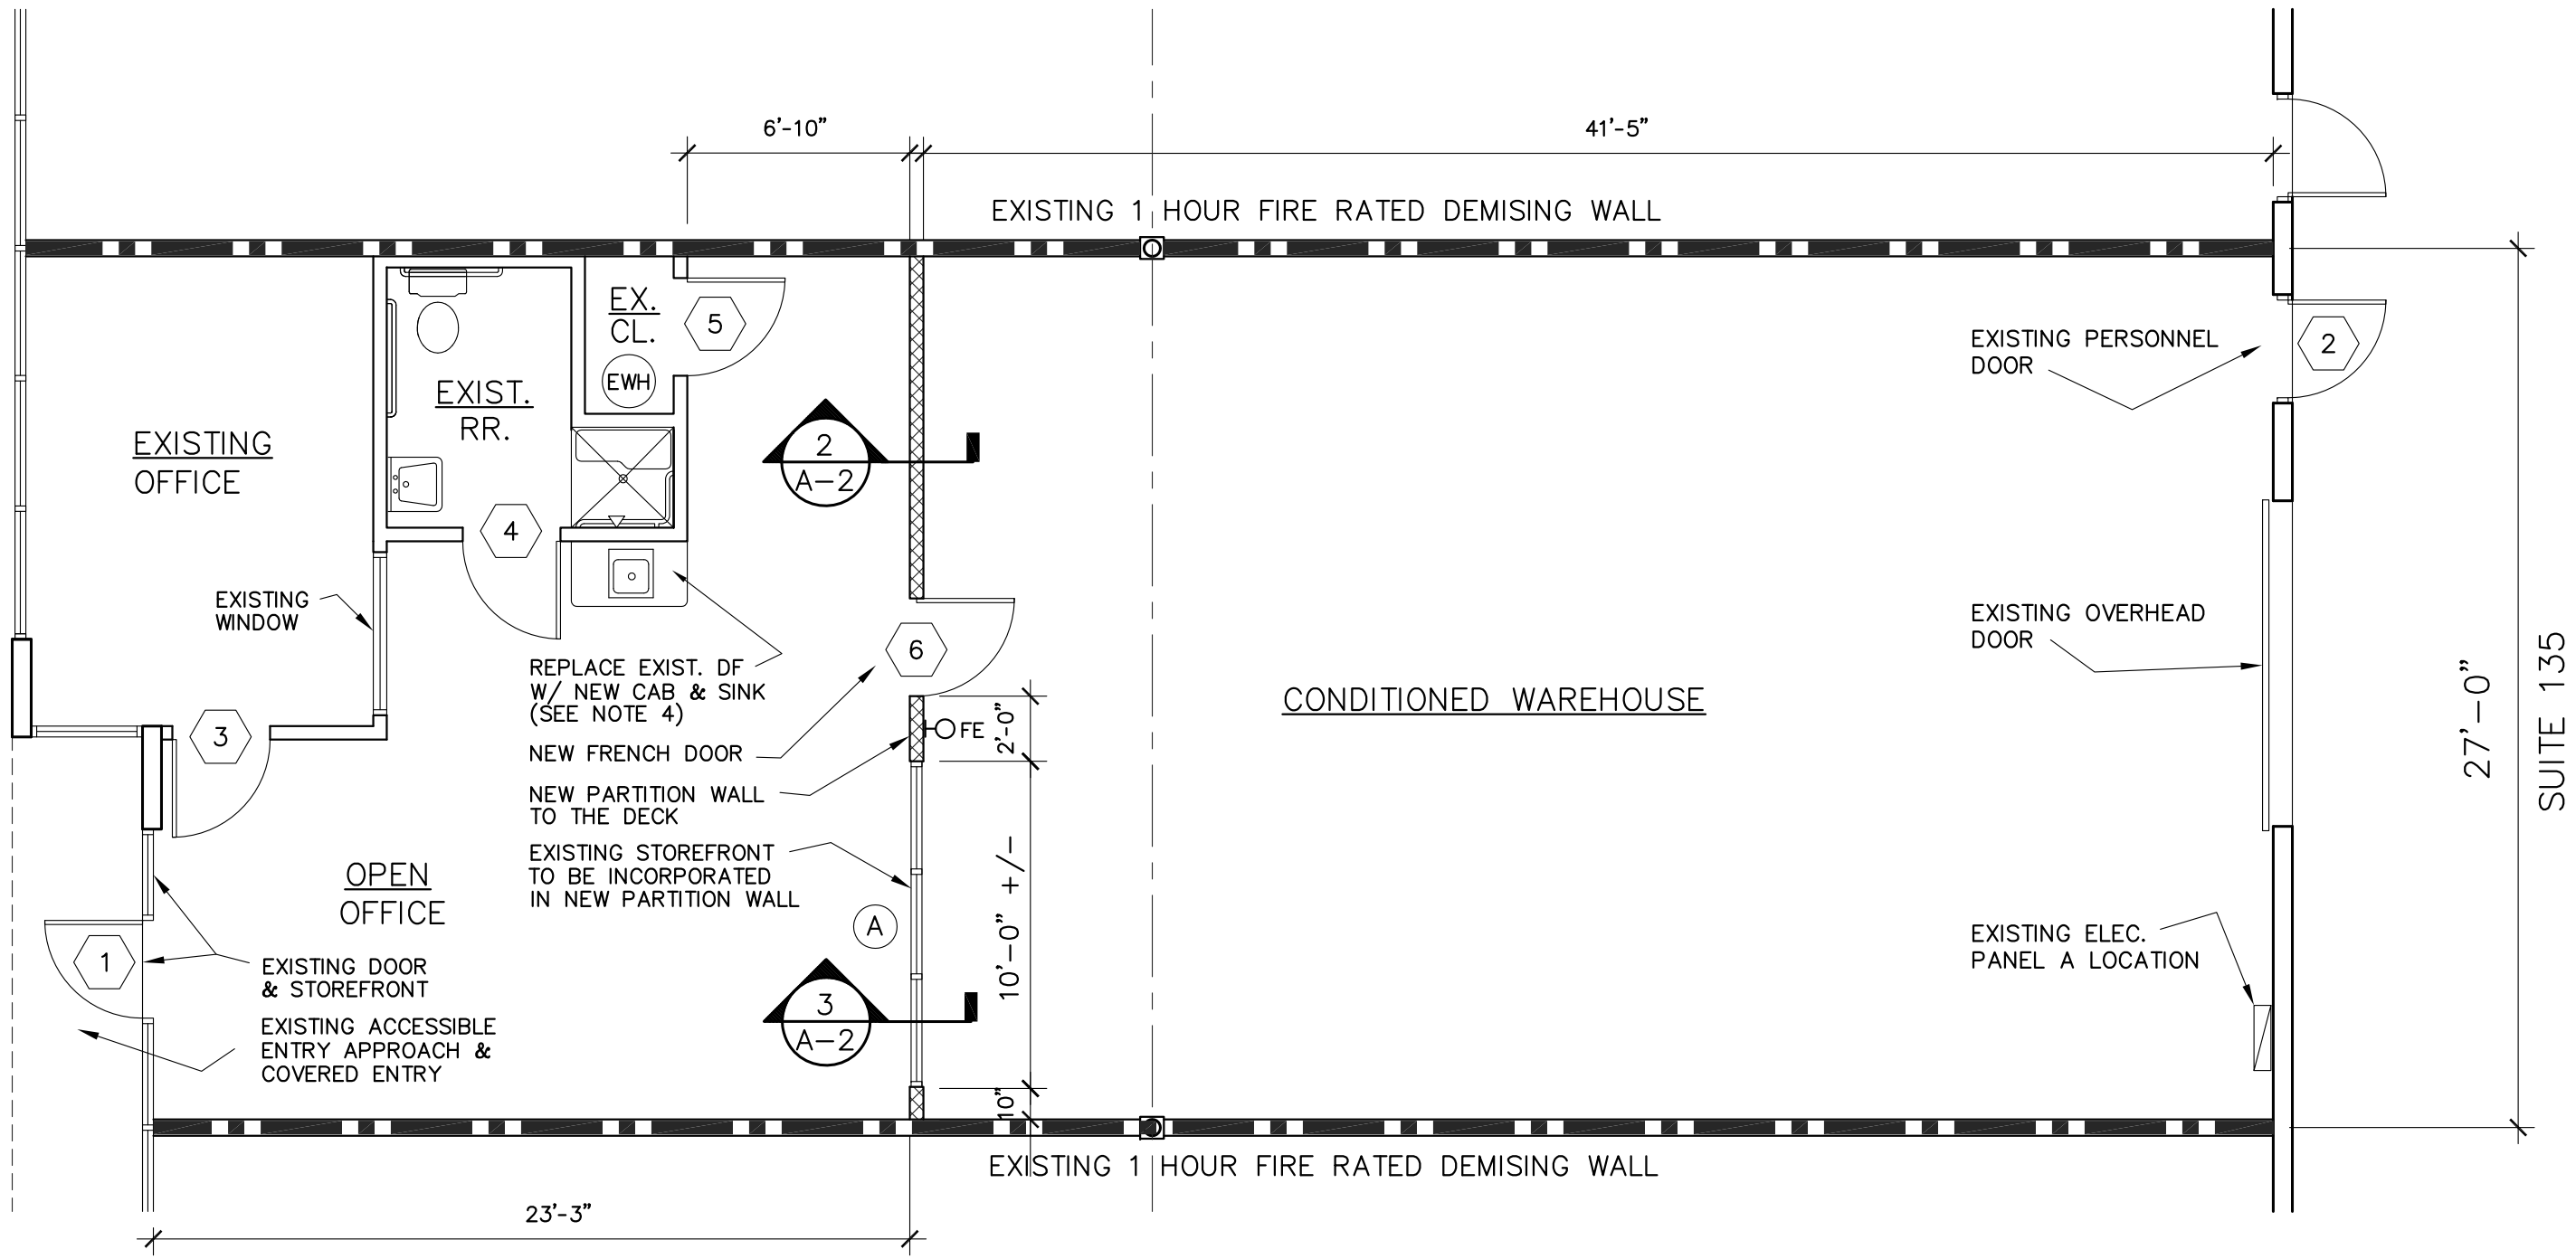 6'-10"
41'-5"
EXISTING 1 HOUR FIRE RATED DEMISING WALL
EX.
CL.
5
EWH
EXIST.
RR.
EXISTING
OFFICE
2
A-2
EXISTING PERSONNEL
DOOR
2
4
EXISTING
WINDOW
3
REPLACE EXIST. DF
W/ NEW CAB & SINK
(SEE NOTE 4)
NEW FRENCH DOOR
NEW PARTITION WALL
TO THE DECK
EXISTING STOREFRONT
TO BE INCORPORATED
IN NEW PARTITION WALL
6
FE
2'-0"
10'-0" +/-
10"
CONDITIONED WAREHOUSE
EXISTING OVERHEAD
DOOR
27'-0"
SUITE 135
OPEN
OFFICE
A
1
EXISTING DOOR
& STOREFRONT
EXISTING ACCESSIBLE
ENTRY APPROACH &
COVERED ENTRY
3
A-2
EXISTING ELEC.
PANEL A LOCATION
EXISTING 1 HOUR FIRE RATED DEMISING WALL
23'-3"